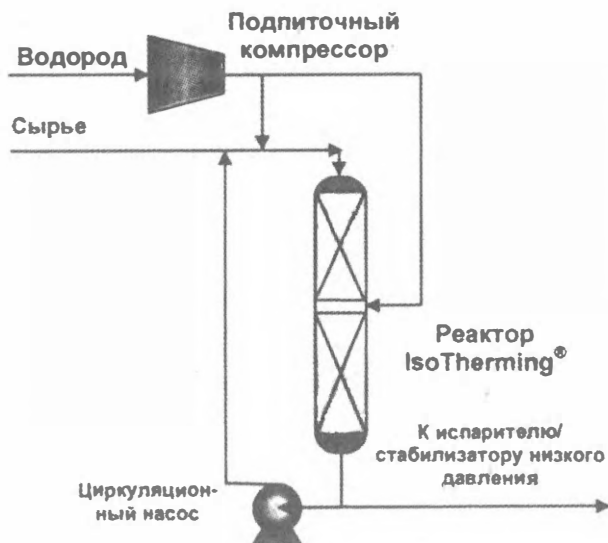 Подпиточный
компрессор
Водород
Сырье
Реактор
IsoTherming®
К испарителю/
стабилизатору низкого
давления
Циркуляцион-
ный насос